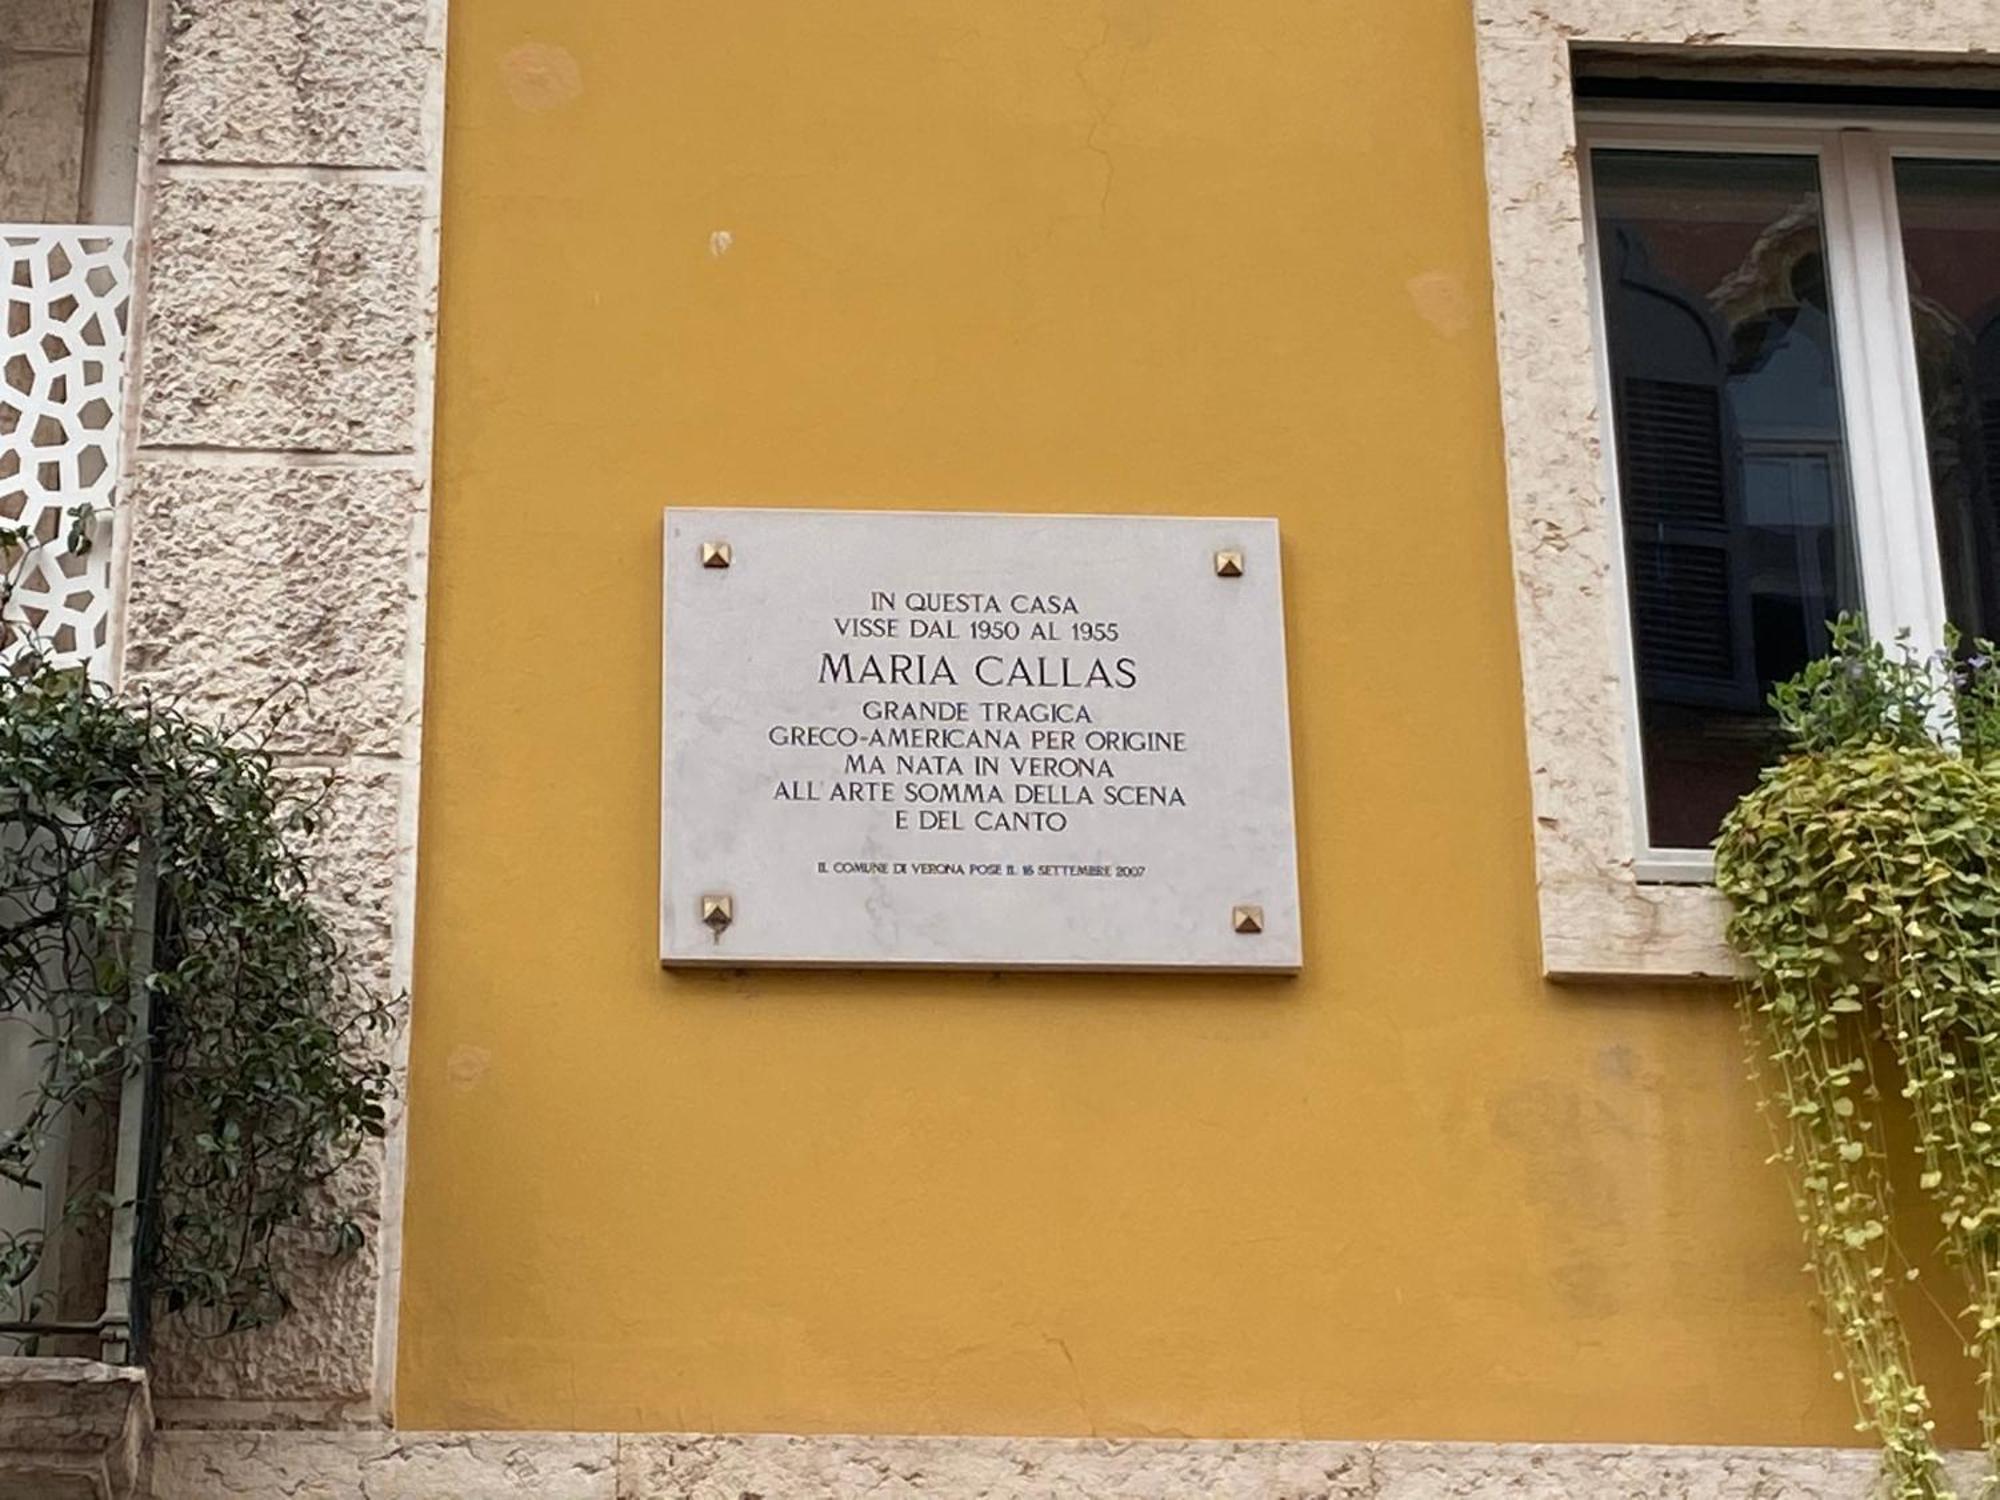 IN QUESTA CASA
VISSE DAL 1950 AL 1955
MARIA CALLAS
GRANDE TRAGICA
GRECO-AMERICANA PER ORIGINE
MA NATA IN VERONA
ALL'ARTE SOMMA DELLA SCENA
E DEL CANTO
IL COMUNE DI VERONA POSE IL 16 SETTEMBRE 2007